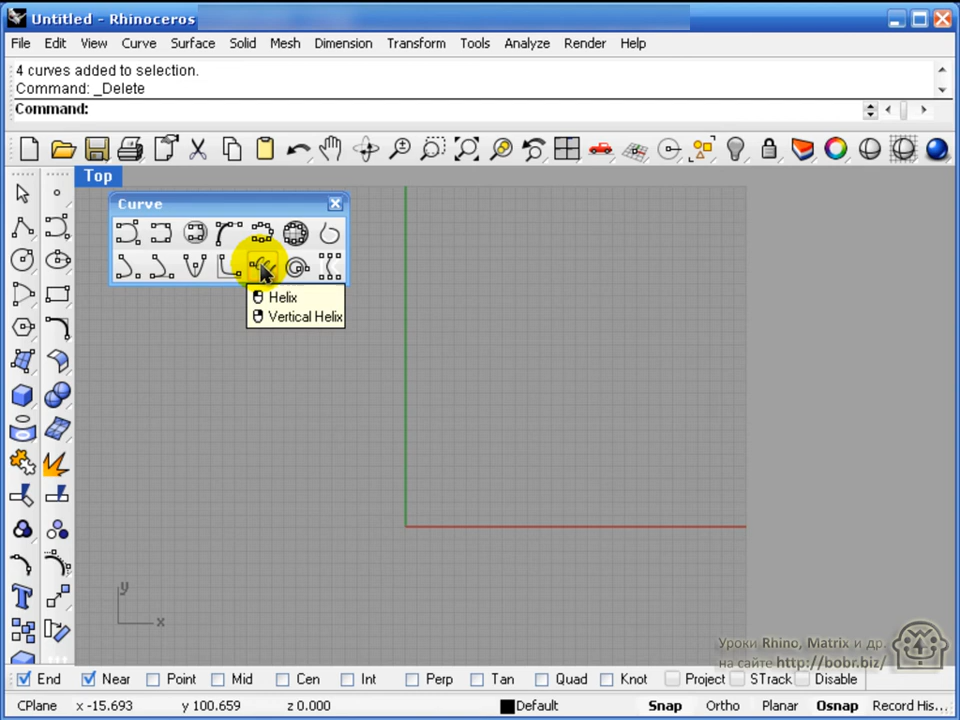 Untitled - Rhinoceros
File Edit View Curve Surface Solid Mesh Dimension Transform Tools Analyze Render Help
4 curves added to selection.
Command: _Delete
Command:
Top
Curve
Helix
Vertical Helix
y
x
Уроки Rhino, Matrix и др.
на сайте http://bobr.biz/
End Near Point Mid Cen Int Perp Tan Quad Knot Project STrack Disable
CPlane x -15.693 y 100.659 z 0.000 Default Snap Ortho Planar Osnap Record His...